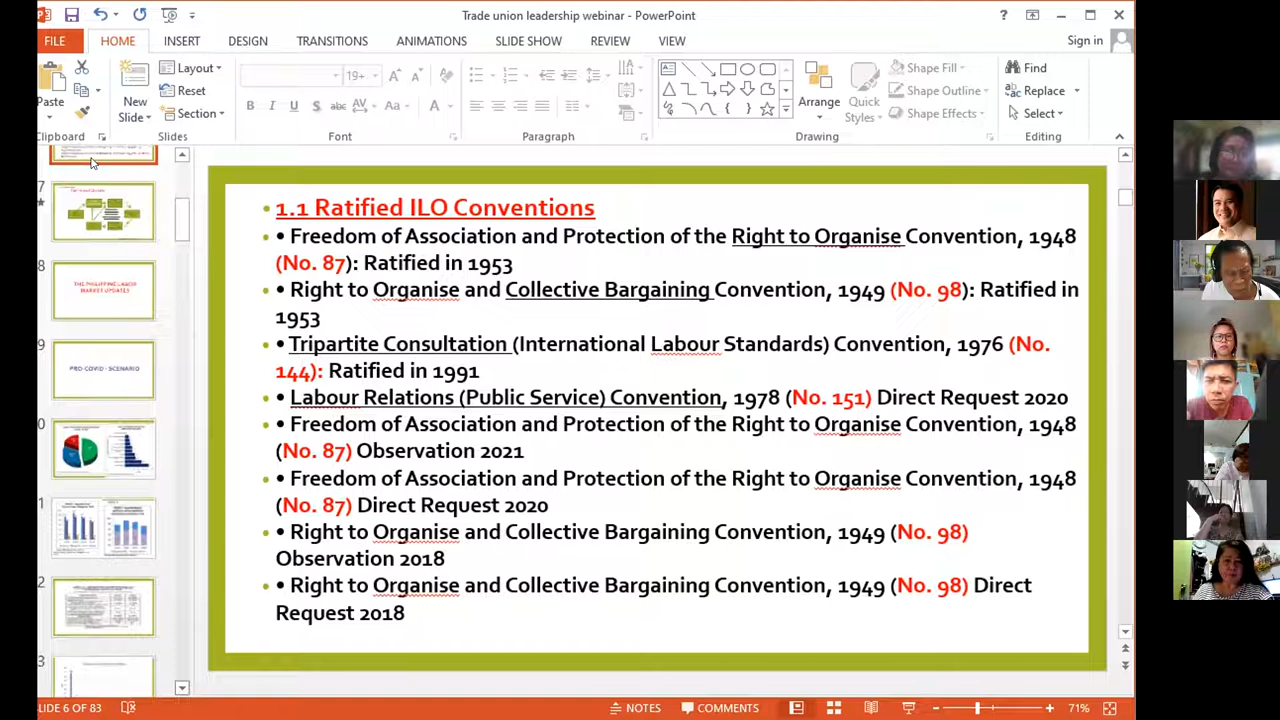 Trade union leadership webinar - PowerPoint
FILE HOME INSERT DESIGN TRANSITIONS ANIMATIONS SLIDE SHOW REVIEW VIEW Sign in
Paste New Slide Layout Reset Section 19+ Arrange Quick Styles Shape Fill Shape Outline Shape Effects Find Replace Select
Clipboard Slides Font Paragraph Drawing Editing
1.1 Ratified ILO Conventions
• Freedom of Association and Protection of the Right to Organise Convention, 1948
(No. 87): Ratified in 1953
• Right to Organise and Collective Bargaining Convention, 1949 (No. 98): Ratified in
1953
• Tripartite Consultation (International Labour Standards) Convention, 1976 (No.
144): Ratified in 1991
• Labour Relations (Public Service) Convention, 1978 (No. 151) Direct Request 2020
• Freedom of Association and Protection of the Right to Organise Convention, 1948
(No. 87) Observation 2021
• Freedom of Association and Protection of the Right to Organise Convention, 1948
(No. 87) Direct Request 2020
• Right to Organise and Collective Bargaining Convention, 1949 (No. 98)
Observation 2018
• Right to Organise and Collective Bargaining Convention, 1949 (No. 98) Direct
Request 2018
7
8
THE PHILIPPINE LABOR
MARKET UPDATES
9
PRE-COVID - SCENARIO
0
1
2
3
SLIDE 6 OF 83 NOTES COMMENTS 71%